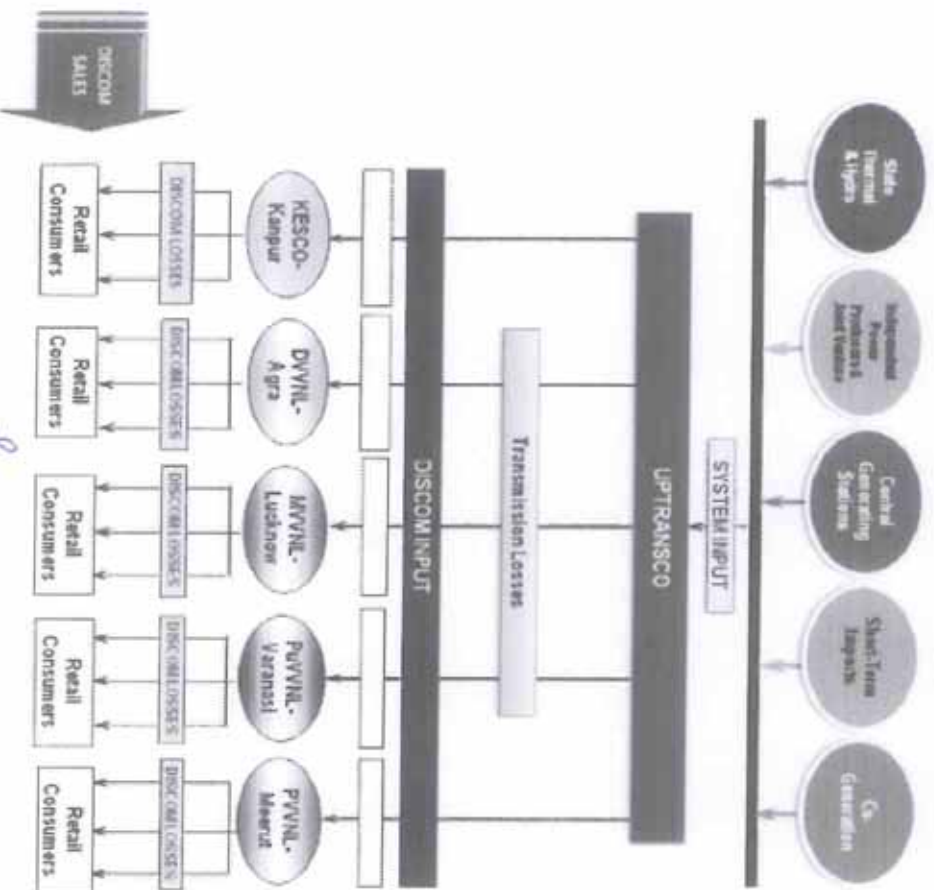 State
Thermal
& Hydro
Independent
Power
Producers &
Joint Venture
Central
Generating
Stations
Short-Term
Imports
Co-
Generation
SYSTEM INPUT
UPTRANSCO
Transmission Losses
DISCOM INPUT
KESCO-
Kanpur
DVVNL-
Agra
MVVNL-
Lucknow
PuVVNL-
Varanasi
PVVNL-
Meerut
DISCOM LOSSES
DISCOM LOSSES
DISCOM LOSSES
DISCOM LOSSES
DISCOM LOSSES
DISCOM
SALES
Retail
Consumers
Retail
Consumers
Retail
Consumers
Retail
Consumers
Retail
Consumers